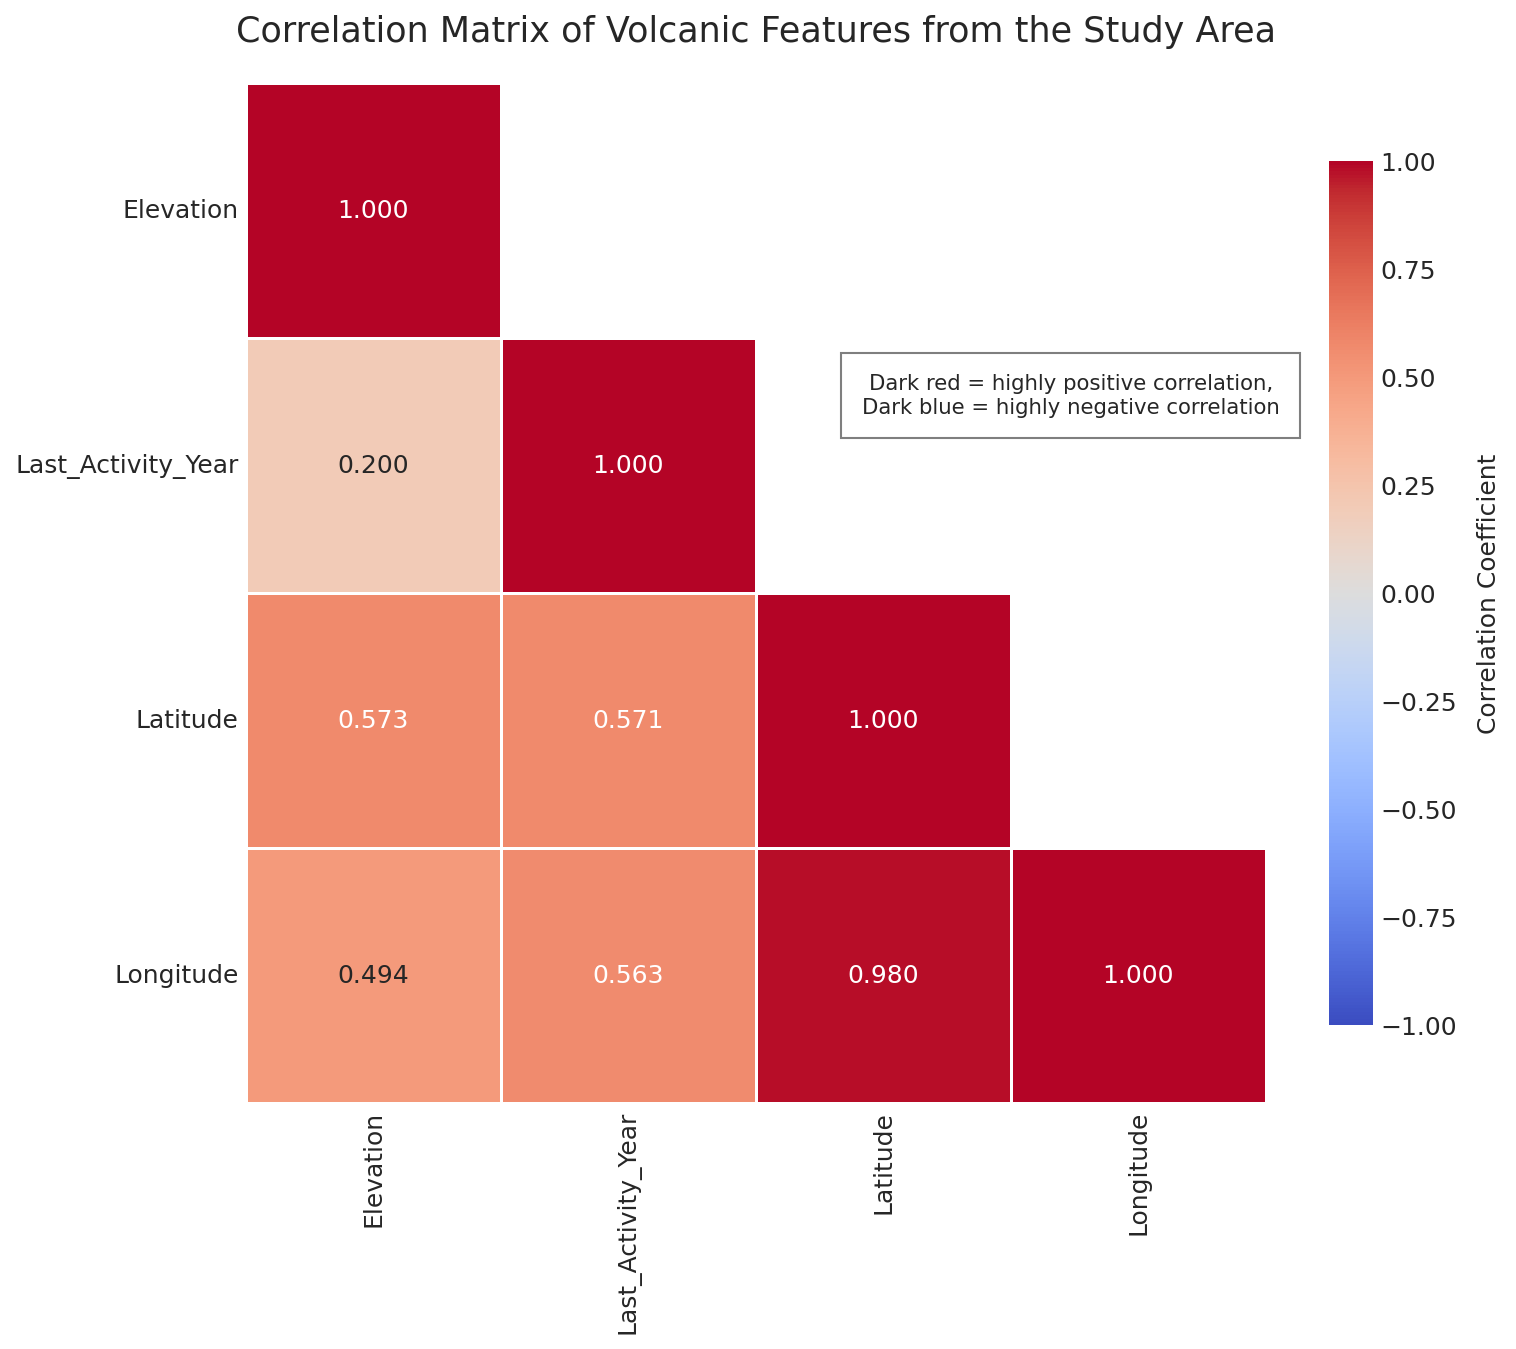 Correlation Matrix of Volcanic Features from the Study Area
Elevation
1.000
Last_Activity_Year
0.200
1.000
Latitude
0.573
0.571
1.000
Longitude
0.494
0.563
0.980
1.000
Elevation
Last_Activity_Year
Latitude
Longitude
Dark red = highly positive correlation,
Dark blue = highly negative correlation
1.00
0.75
0.50
0.25
0.00
−0.25
−0.50
−0.75
−1.00
Correlation Coefficient